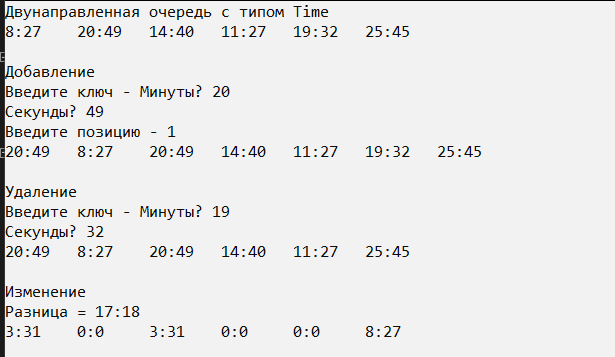 Двунаправленная очередь с типом Time
8:27 20:49 14:40 11:27 19:32 25:45
Добавление
Введите ключ - Минуты? 20
Секунды? 49
Введите позицию - 1
20:49 8:27 20:49 14:40 11:27 19:32 25:45
Удаление
Введите ключ - Минуты? 19
Секунды? 32
20:49 8:27 20:49 14:40 11:27 25:45
Изменение
Разница = 17:18
3:31 0:0 3:31 0:0 0:0 8:27